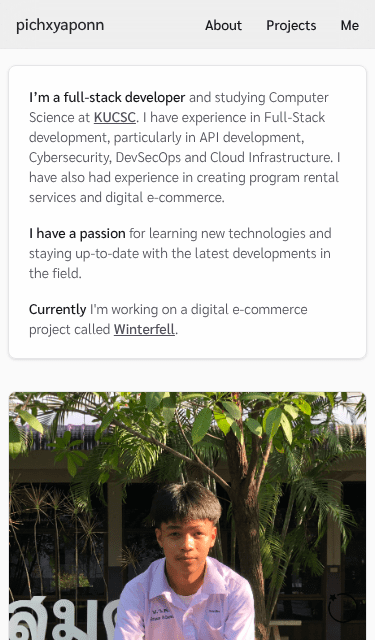 pichxyaponn
About Projects Me
I'm a full-stack developer and studying Computer
Science at KUCSC. I have experience in Full-Stack
development, particularly in API development,
Cybersecurity, DevSecOps and Cloud Infrastructure. I
have also had experience in creating program rental
services and digital e-commerce.
I have a passion for learning new technologies and
staying up-to-date with the latest developments in
the field.
Currently I'm working on a digital e-commerce
project called Winterfell.